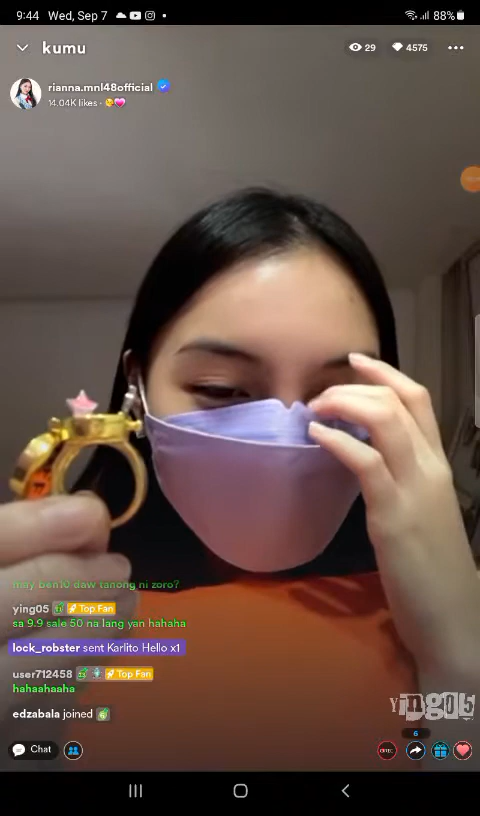 9:44 Wed, Sep 7
88%
kumu
29
4575
rianna.mnl48official
14.04K likes •
may ben10 daw tanong ni zoro?
ying05 Top Fan
sa 9.9 sale 50 na lang yan hahaha
lock_robster sent Karlito Hello x1
user712458 Top Fan
hahaahaaha
edzabala joined
Ying05
6
Chat